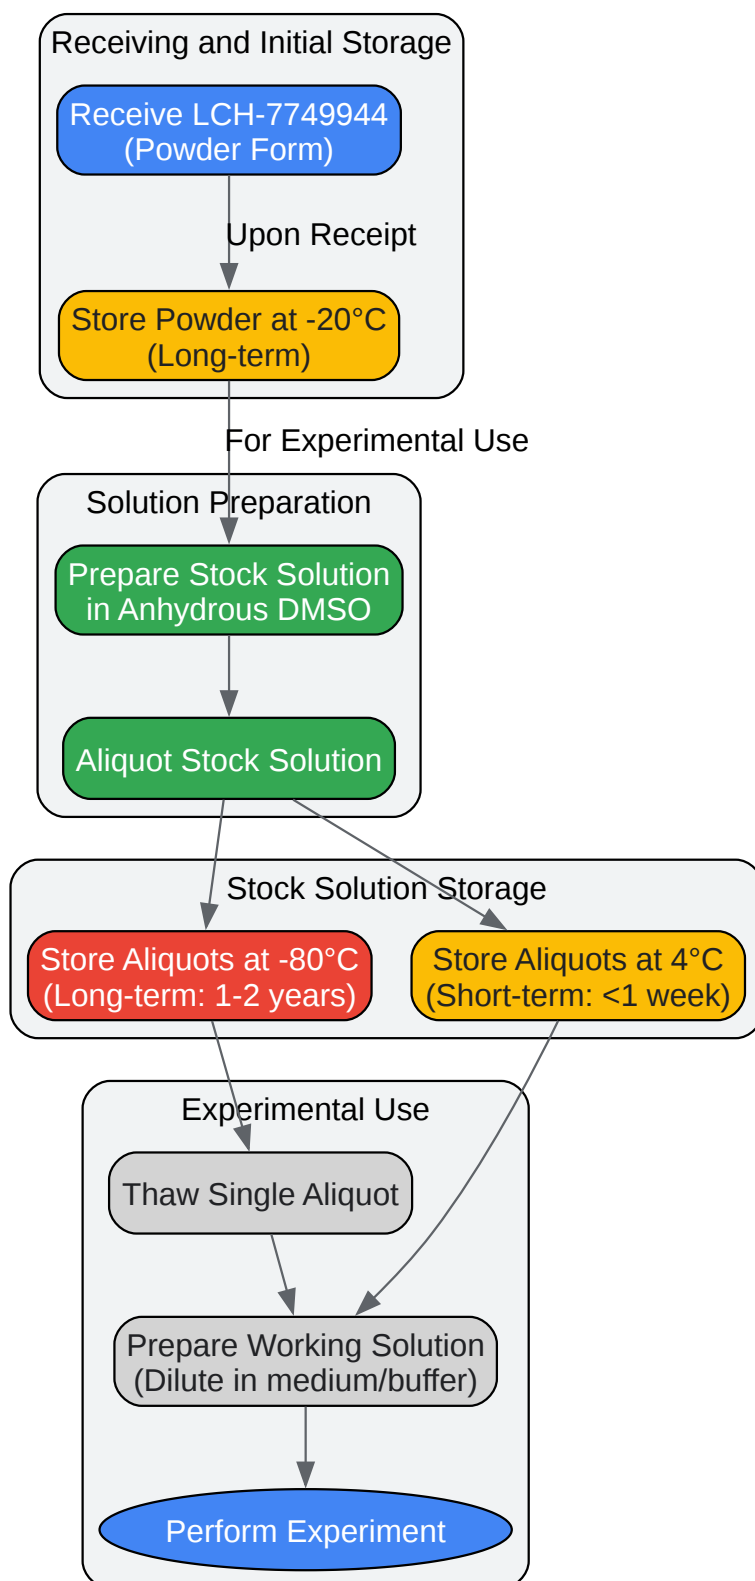 Receiving and Initial Storage
Receive LCH-7749944
(Powder Form)
Upon Receipt
Store Powder at -20°C
(Long-term)
For Experimental Use
Solution Preparation
Prepare Stock Solution
in Anhydrous DMSO
Aliquot Stock Solution
Stock Solution Storage
Store Aliquots at -80°C
(Long-term: 1-2 years)
Store Aliquots at 4°C
(Short-term: <1 week)
Experimental Use
Thaw Single Aliquot
Prepare Working Solution
(Dilute in medium/buffer)
Perform Experiment